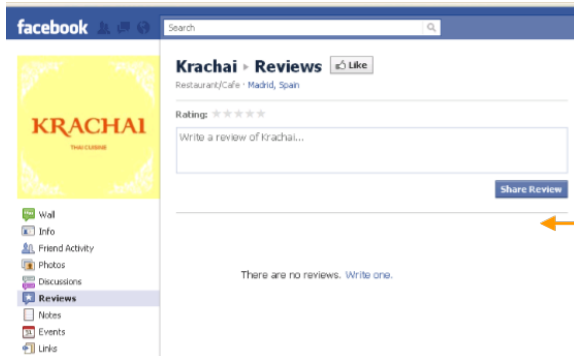 facebook
Search
Krachai ▸ Reviews Like
Restaurant/Cafe · Madrid, Spain
KRACHAI
THAI CUISINE
Rating:
Write a review of Krachai...
Share Review
Wall
Info
Friend Activity
Photos
Discussions
Reviews
Notes
Events
Links
There are no reviews. Write one.